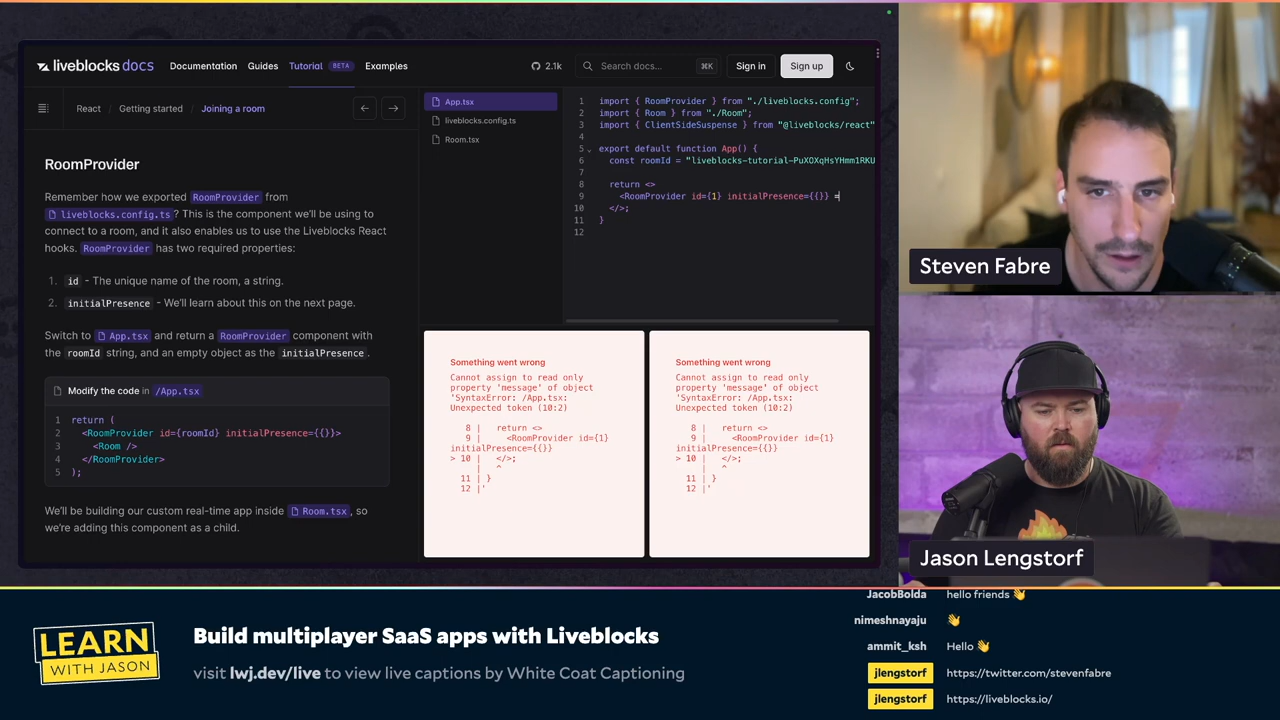 liveblocks docs
Documentation
Guides
Tutorial
BETA
Examples
2.1k
Search docs...
⌘K
Sign in
Sign up
React / Getting started / Joining a room
← →
RoomProvider
Remember how we exported RoomProvider from
liveblocks.config.ts? This is the component we'll be using to
connect to a room, and it also enables us to use the Liveblocks React
hooks. RoomProvider has two required properties:
1. id - The unique name of the room, a string.
2. initialPresence - We'll learn about this on the next page.
Switch to App.tsx and return a RoomProvider component with
the roomId string, and an empty object as the initialPresence.
Modify the code in /App.tsx
1 return (
2 <RoomProvider id={roomId} initialPresence={{}}>
3 <Room />
4 </RoomProvider>
5 );
We'll be building our custom real-time app inside Room.tsx, so
we're adding this component as a child.
App.tsx
liveblocks.config.ts
Room.tsx
1 import { RoomProvider } from "./liveblocks.config";
2 import { Room } from "./Room";
3 import { ClientSideSuspense } from "@liveblocks/react"
4
5 export default function App() {
6 const roomId = "liveblocks-tutorial-PuXOXqHsYHmm1RKU
7
8 return <>
9 <RoomProvider id={1} initialPresence={{}} =
10 </>;
11 }
12
Something went wrong
Cannot assign to read only
property 'message' of object
'SyntaxError: /App.tsx:
Unexpected token (10:2)
8 | return <>
9 | <RoomProvider id={1}
initialPresence={{}}
> 10 | </>;
| ^
11 | }
12 |'
Something went wrong
Cannot assign to read only
property 'message' of object
'SyntaxError: /App.tsx:
Unexpected token (10:2)
8 | return <>
9 | <RoomProvider id={1}
initialPresence={{}}
> 10 | </>;
| ^
11 | }
12 |'
Steven Fabre
Jason Lengstorf
LEARN
WITH JASON
Build multiplayer SaaS apps with Liveblocks
visit lwj.dev/live to view live captions by White Coat Captioning
JacobBolda hello friends 👋
nimeshnayaju 👋
ammit_ksh Hello 👋
jlengstorf https://twitter.com/stevenfabre
jlengstorf https://liveblocks.io/